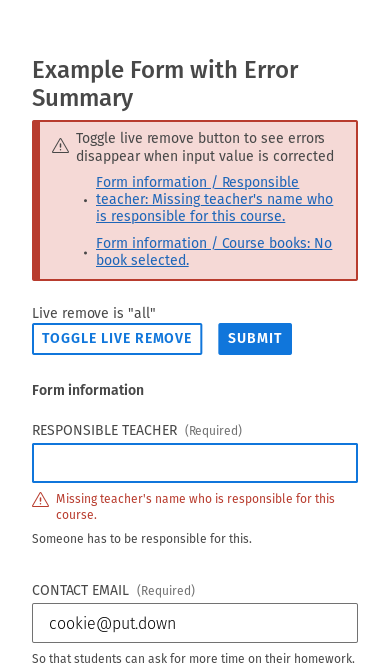 Example Form with Error
Summary
Toggle live remove button to see errors
disappear when input value is corrected
Form information / Responsible
teacher: Missing teacher's name who
is responsible for this course.
Form information / Course books: No
book selected.
Live remove is "all"
TOGGLE LIVE REMOVE
SUBMIT
Form information
RESPONSIBLE TEACHER (Required)
Missing teacher's name who is responsible for this
course.
Someone has to be responsible for this.
CONTACT EMAIL (Required)
cookie@put.down
So that students can ask for more time on their homework.